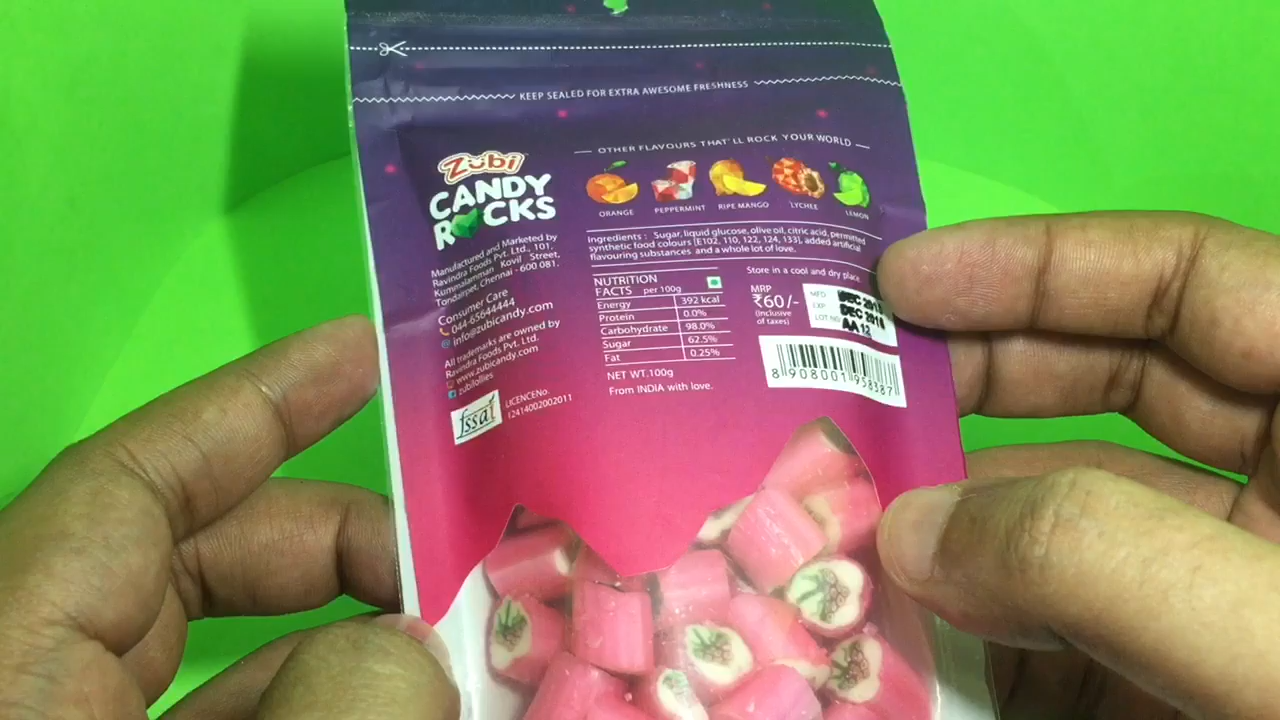 KEEP SEALED FOR EXTRA AWESOME FRESHNESS
OTHER FLAVOURS THAT'LL ROCK YOUR WORLD
ORANGE
PEPPERMINT
RIPE MANGO
LYCHEE
LEMON
Zubi
CANDY
ROCKS
Manufactured and Marketed by
Ravindra Foods Pvt. Ltd., 101,
Kummalamman Kovil Street,
Tondairpet, Chennai - 600 081.
Consumer Care
044-65644444
info@zubicandy.com
All trademarks are owned by
Ravindra Foods Pvt. Ltd.
www.zubicandy.com
zubilollies
fssai
LICENCENo.
12414002002011
Ingredients : Sugar, liquid glucose, olive oil, citric acid, permitted
synthetic food colours [E102, 110, 122, 124, 133], added artificial
flavouring substances and a whole lot of love.
NUTRITION
FACTS per 100g
Energy 392 kcal
Protein 0.0%
Carbohydrate 98.0%
Sugar 62.5%
Fat 0.25%
NET WT.100g
From INDIA with love.
Store in a cool and dry place.
MRP
₹60/-
(inclusive
of taxes)
MFD DEC
EXP DEC
LOT NO AA 12
8 908001 958387